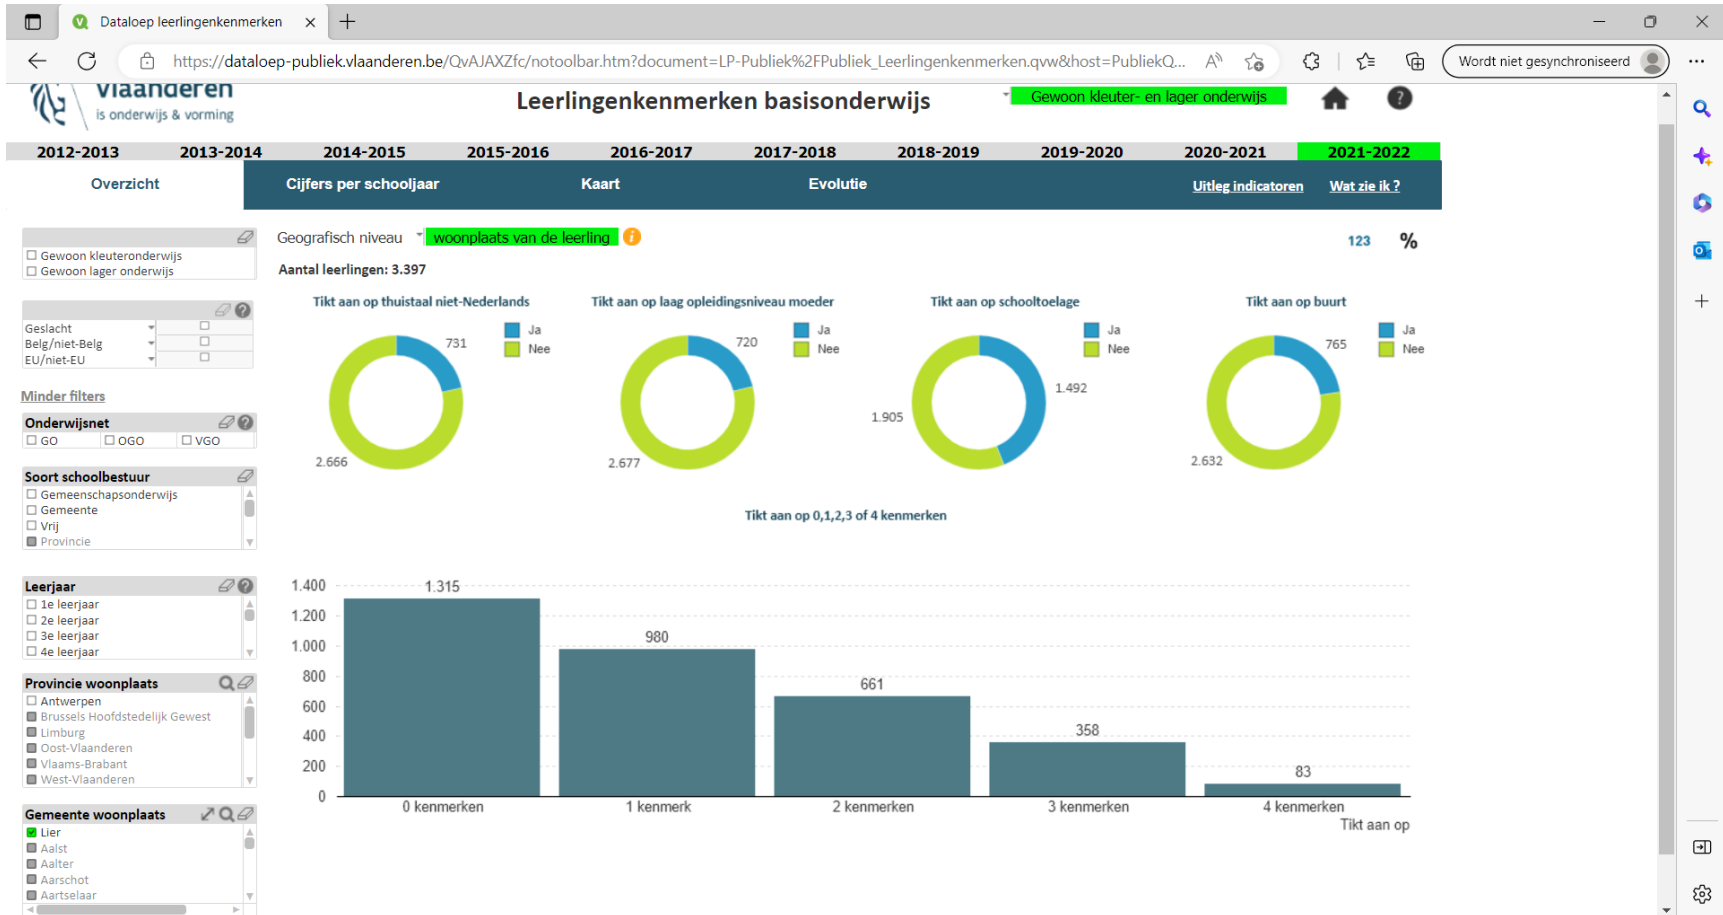 Dataloep leerlingenkenmerken
https://dataloep-publiek.vlaanderen.be/QvAJAXZfc/notoolbar.htm?document=LP-Publiek%2FPubliek_Leerlingenkenmerken.qvw&host=PubliekQ...
Wordt niet gesynchroniseerd
Vlaanderen
is onderwijs & vorming
Leerlingenkenmerken basisonderwijs
Gewoon kleuter- en lager onderwijs
2012-2013 2013-2014 2014-2015 2015-2016 2016-2017 2017-2018 2018-2019 2019-2020 2020-2021 2021-2022
Overzicht Cijfers per schooljaar Kaart Evolutie Uitleg indicatoren Wat zie ik ?
Gewoon kleuteronderwijs
Gewoon lager onderwijs
Geslacht
Belg/niet-Belg
EU/niet-EU
Minder filters
Onderwijsnet
GO OGO VGO
Soort schoolbestuur
Gemeenschapsonderwijs
Gemeente
Vrij
Provincie
Leerjaar
1e leerjaar
2e leerjaar
3e leerjaar
4e leerjaar
Provincie woonplaats
Antwerpen
Brussels Hoofdstedelijk Gewest
Limburg
Oost-Vlaanderen
Vlaams-Brabant
West-Vlaanderen
Gemeente woonplaats
Lier
Aalst
Aalter
Aarschot
Aartselaar
Geografisch niveau woonplaats van de leerling i
123 %
Aantal leerlingen: 3.397
Tikt aan op thuistaal niet-Nederlands
Ja
Nee
731
2.666
Tikt aan op laag opleidingsniveau moeder
Ja
Nee
720
2.677
Tikt aan op schooltoelage
Ja
Nee
1.492
1.905
Tikt aan op buurt
Ja
Nee
765
2.632
Tikt aan op 0,1,2,3 of 4 kenmerken
1.400
1.200
1.000
800
600
400
200
0
1.315
980
661
358
83
0 kenmerken 1 kenmerk 2 kenmerken 3 kenmerken 4 kenmerken
Tikt aan op